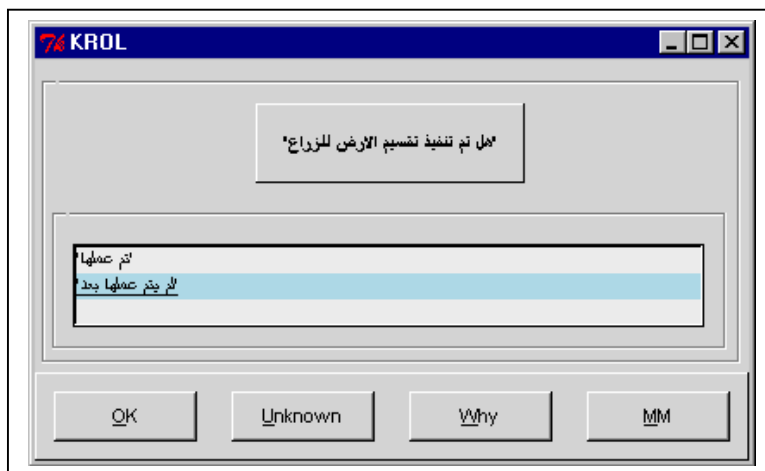 KROL
'هل تم تنفيذ تقسيم الارض للزراع'
'تم عملها'
'لم يتم عملها بعد'
OK
Unknown
Why
MM